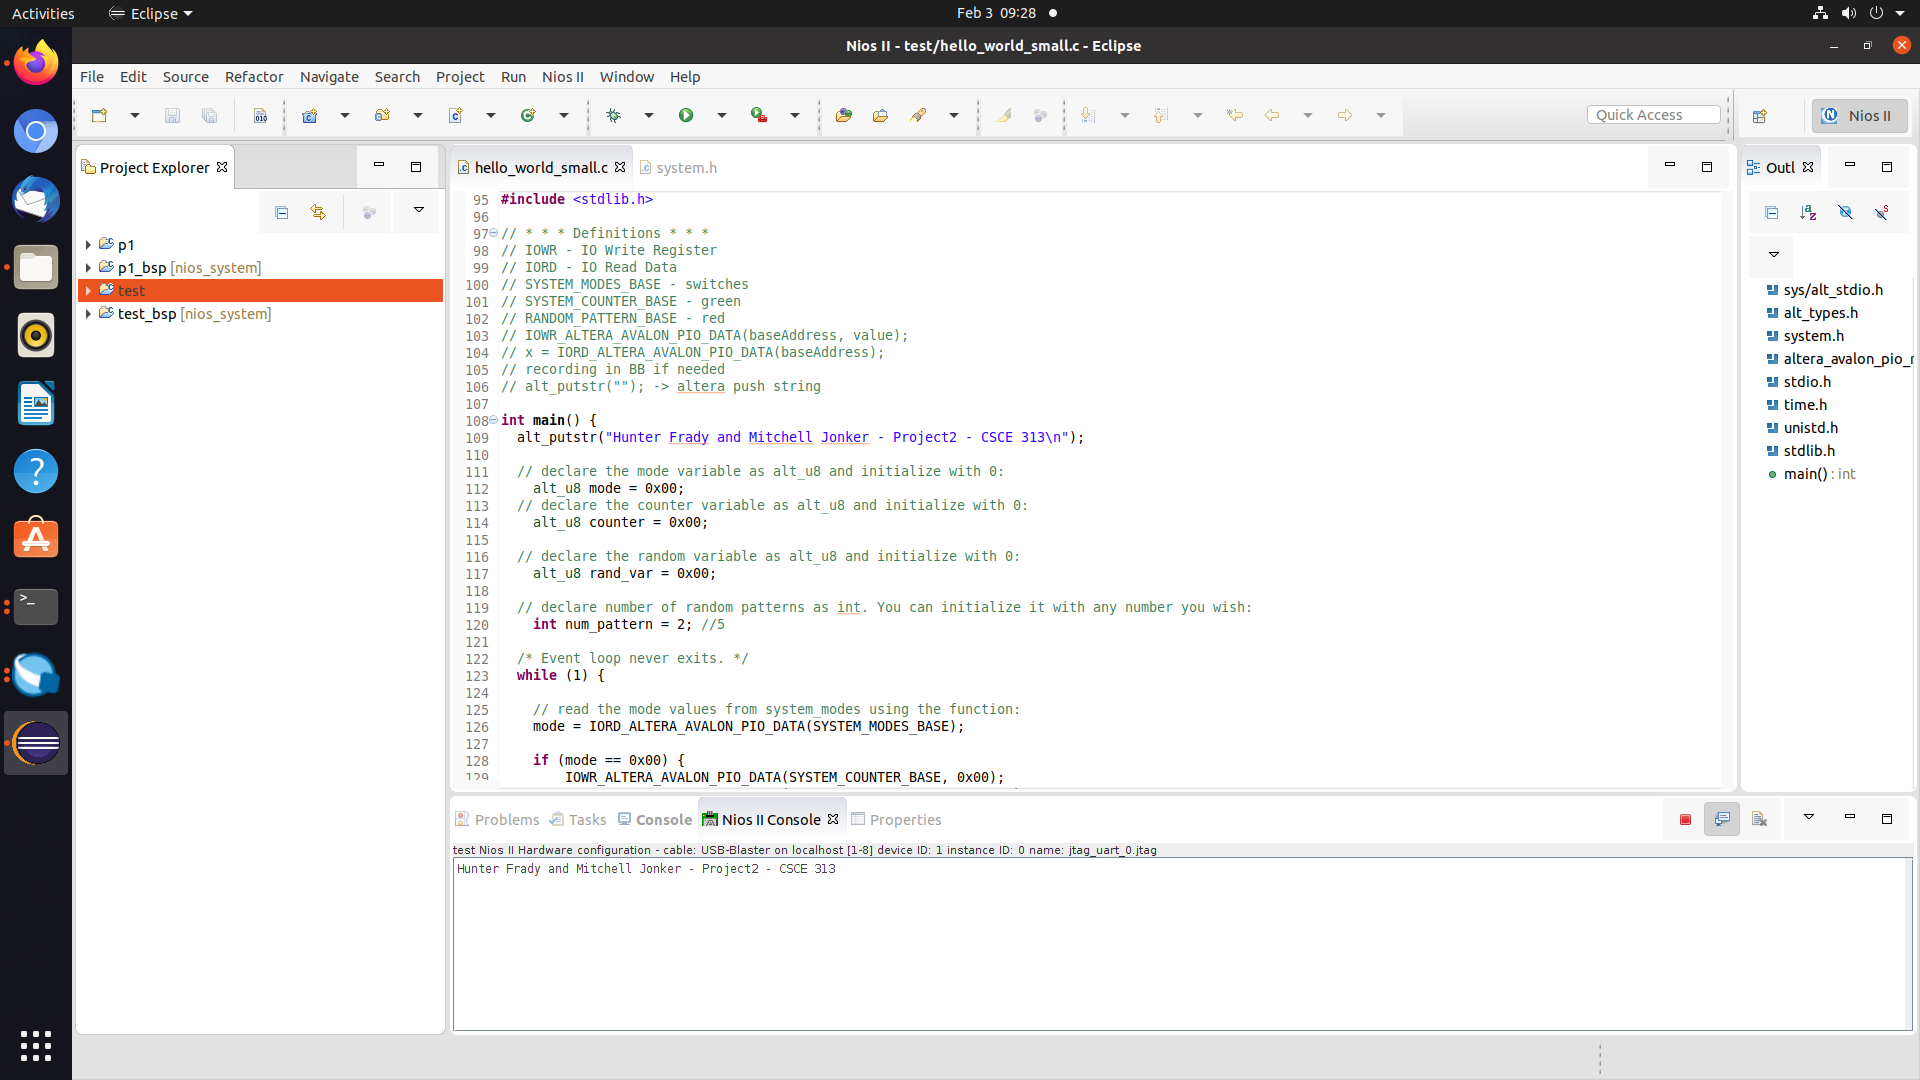 Activities
Eclipse
Feb 3 09:28
Nios II - test/hello_world_small.c - Eclipse
File Edit Source Refactor Navigate Search Project Run Nios II Window Help
010
Quick Access
Nios II
Project Explorer
p1
p1_bsp [nios_system]
test
test_bsp [nios_system]
hello_world_small.c
system.h
95 #include <stdlib.h>
96
97 // * * * Definitions * * *
98 // IOWR - IO Write Register
99 // IORD - IO Read Data
100 // SYSTEM_MODES_BASE - switches
101 // SYSTEM_COUNTER_BASE - green
102 // RANDOM_PATTERN_BASE - red
103 // IOWR_ALTERA_AVALON_PIO_DATA(baseAddress, value);
104 // x = IORD_ALTERA_AVALON_PIO_DATA(baseAddress);
105 // recording in BB if needed
106 // alt_putstr(""); -> altera push string
107
108 int main() {
109 alt_putstr("Hunter Frady and Mitchell Jonker - Project2 - CSCE 313\n");
110
111 // declare the mode variable as alt_u8 and initialize with 0:
112 alt_u8 mode = 0x00;
113 // declare the counter variable as alt_u8 and initialize with 0:
114 alt_u8 counter = 0x00;
115
116 // declare the random variable as alt_u8 and initialize with 0:
117 alt_u8 rand_var = 0x00;
118
119 // declare number of random patterns as int. You can initialize it with any number you wish:
120 int num_pattern = 2; //5
121
122 /* Event loop never exits. */
123 while (1) {
124
125 // read the mode values from system_modes using the function:
126 mode = IORD_ALTERA_AVALON_PIO_DATA(SYSTEM_MODES_BASE);
127
128 if (mode == 0x00) {
129 IOWR_ALTERA_AVALON_PIO_DATA(SYSTEM_COUNTER_BASE, 0x00);
Outl
sys/alt_stdio.h
alt_types.h
system.h
altera_avalon_pio_r
stdio.h
time.h
unistd.h
stdlib.h
main() : int
Problems Tasks Console Nios II Console Properties
test Nios II Hardware configuration - cable: USB-Blaster on localhost [1-8] device ID: 1 instance ID: 0 name: jtag_uart_0.jtag
Hunter Frady and Mitchell Jonker - Project2 - CSCE 313